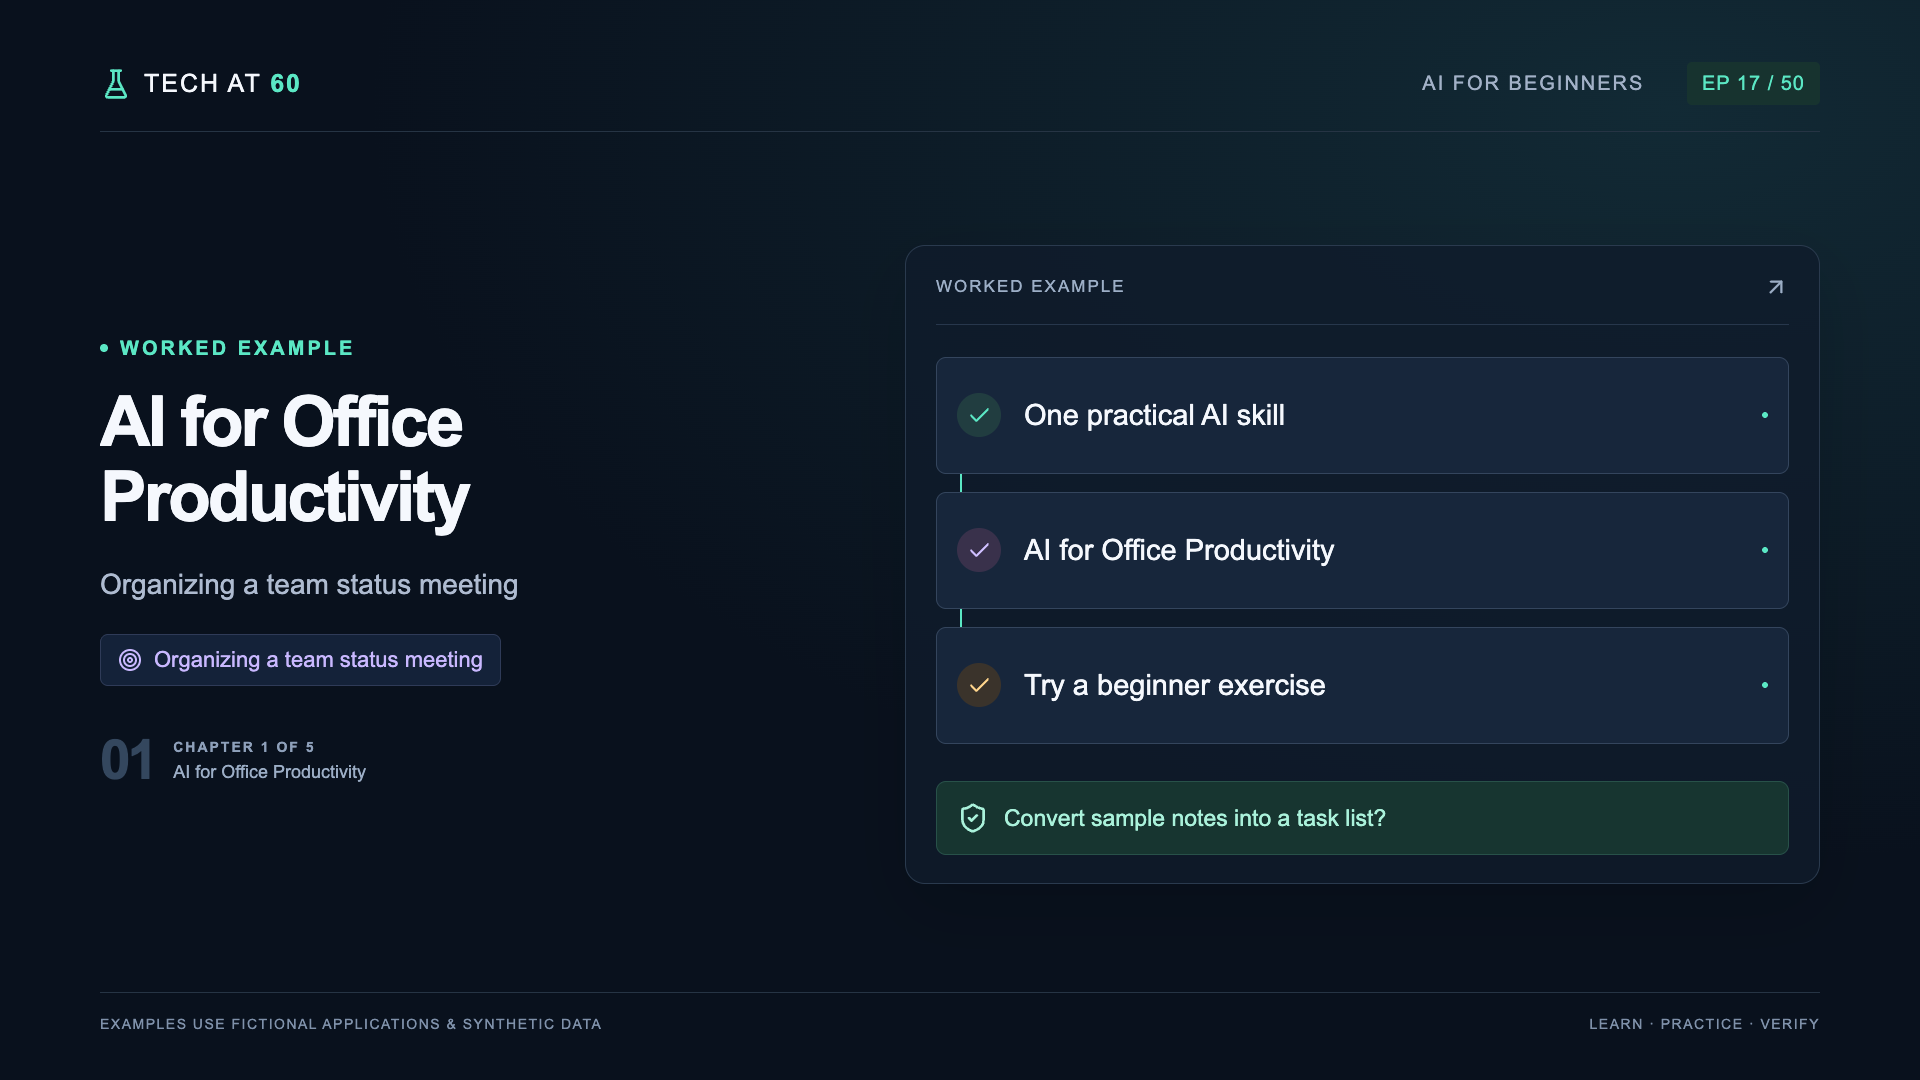 TECH AT 60
AI FOR BEGINNERS
EP 17 / 50
WORKED EXAMPLE
AI for Office
Productivity
Organizing a team status meeting
Organizing a team status meeting
01
CHAPTER 1 OF 5
AI for Office Productivity
WORKED EXAMPLE
One practical AI skill
AI for Office Productivity
Try a beginner exercise
Convert sample notes into a task list?
EXAMPLES USE FICTIONAL APPLICATIONS & SYNTHETIC DATA
LEARN · PRACTICE · VERIFY